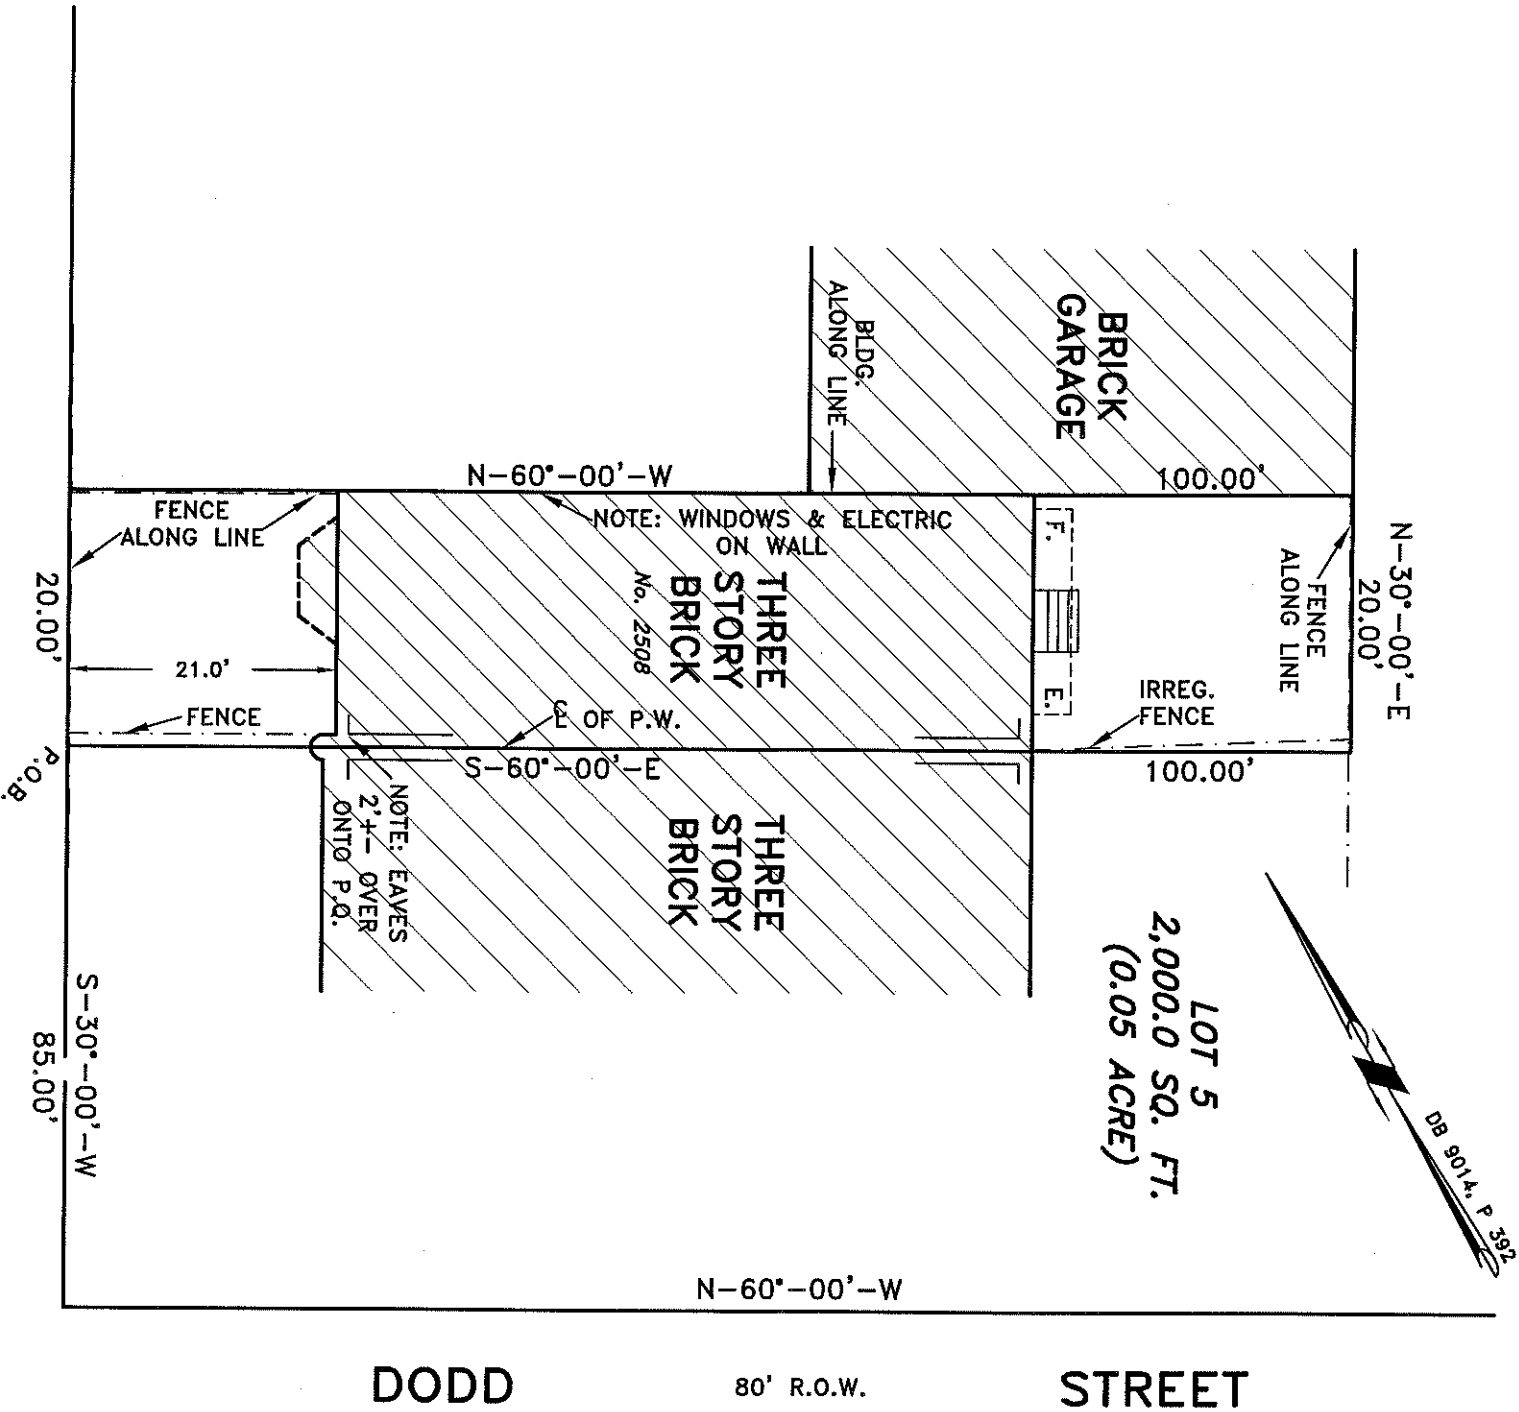 BRICK
GARAGE
BLDG.
ALONG LINE
N-60°-00'-W
100.00'
FENCE
ALONG LINE
NOTE: WINDOWS & ELECTRIC
ON WALL
F.
E.
THREE
STORY
BRICK
No. 2508
FENCE
ALONG LINE
N-30°-00'-E
20.00'
20.00'
21.0'
FENCE
℄ OF P.W.
IRREG.
FENCE
P.O.B.
S-60°-00'-E
100.00'
NOTE: EAVES
2'+- OVER
ONTO P.Q.
THREE
STORY
BRICK
LOT 5
2,000.0 SQ. FT.
(0.05 ACRE)
DB 9014, P 392
S-30°-00'-W
85.00'
N-60°-00'-W
DODD 80' R.O.W. STREET